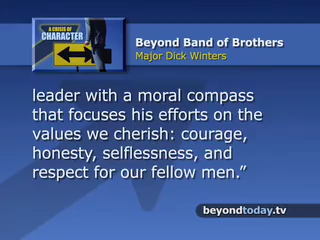 A CRISIS OF
CHARACTER
Beyond Band of Brothers
Major Dick Winters
leader with a moral compass
that focuses his efforts on the
values we cherish: courage,
honesty, selflessness, and
respect for our fellow men.”
beyondtoday.tv